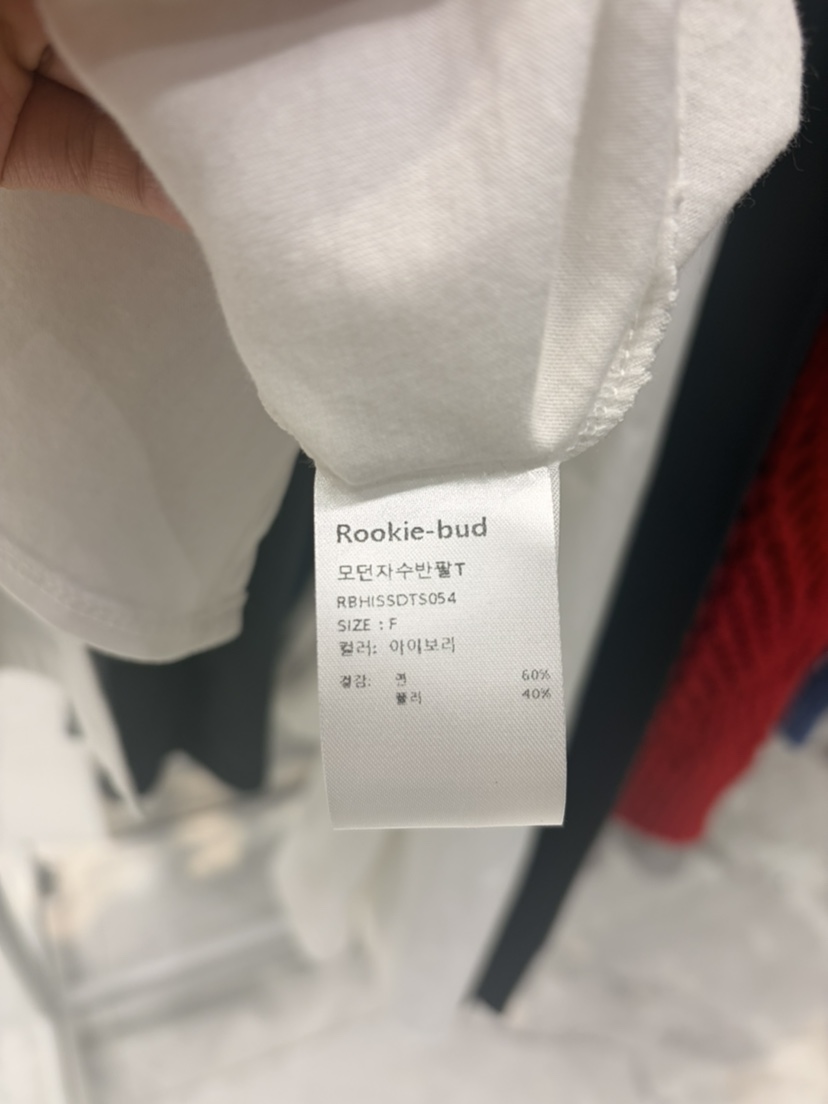 Rookie-bud
모던자수반팔T
RBHISSDTS054
SIZE : F
컬러: 아이보리
겉감: 면 60%
폴리 40%